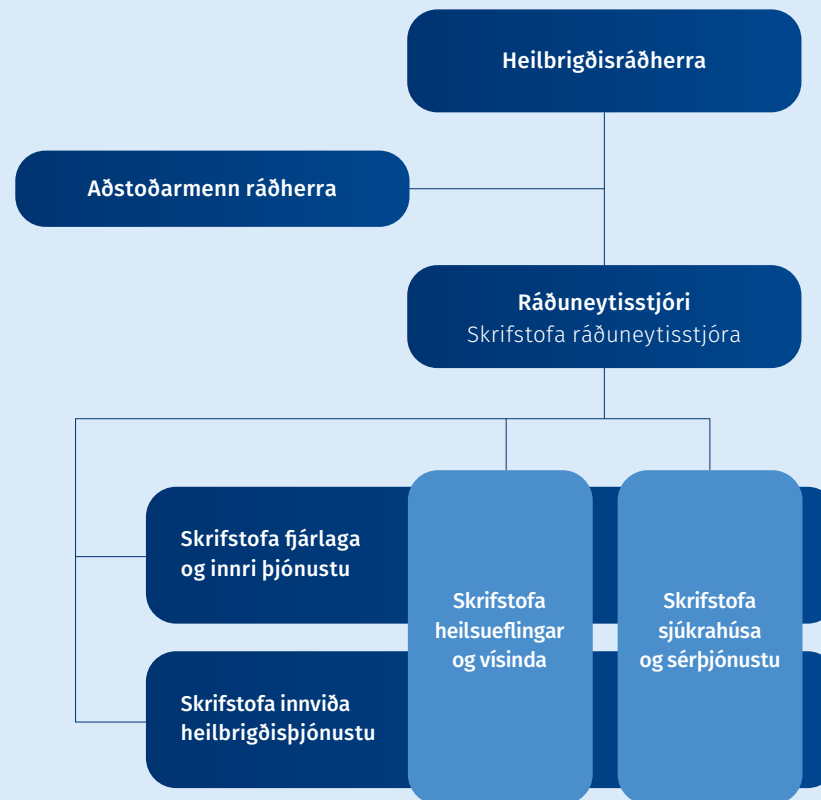 Heilbrigðisráðherra
Aðstoðarmenn ráðherra
Ráðuneytisstjóri
Skrifstofa ráðuneytisstjóra
Skrifstofa fjárlaga
og innri þjónustu
Skrifstofa
heilsueflingar
og vísinda
Skrifstofa
sjúkrahúsa
og sérþjónustu
Skrifstofa innviða
heilbrigðisþjónustu